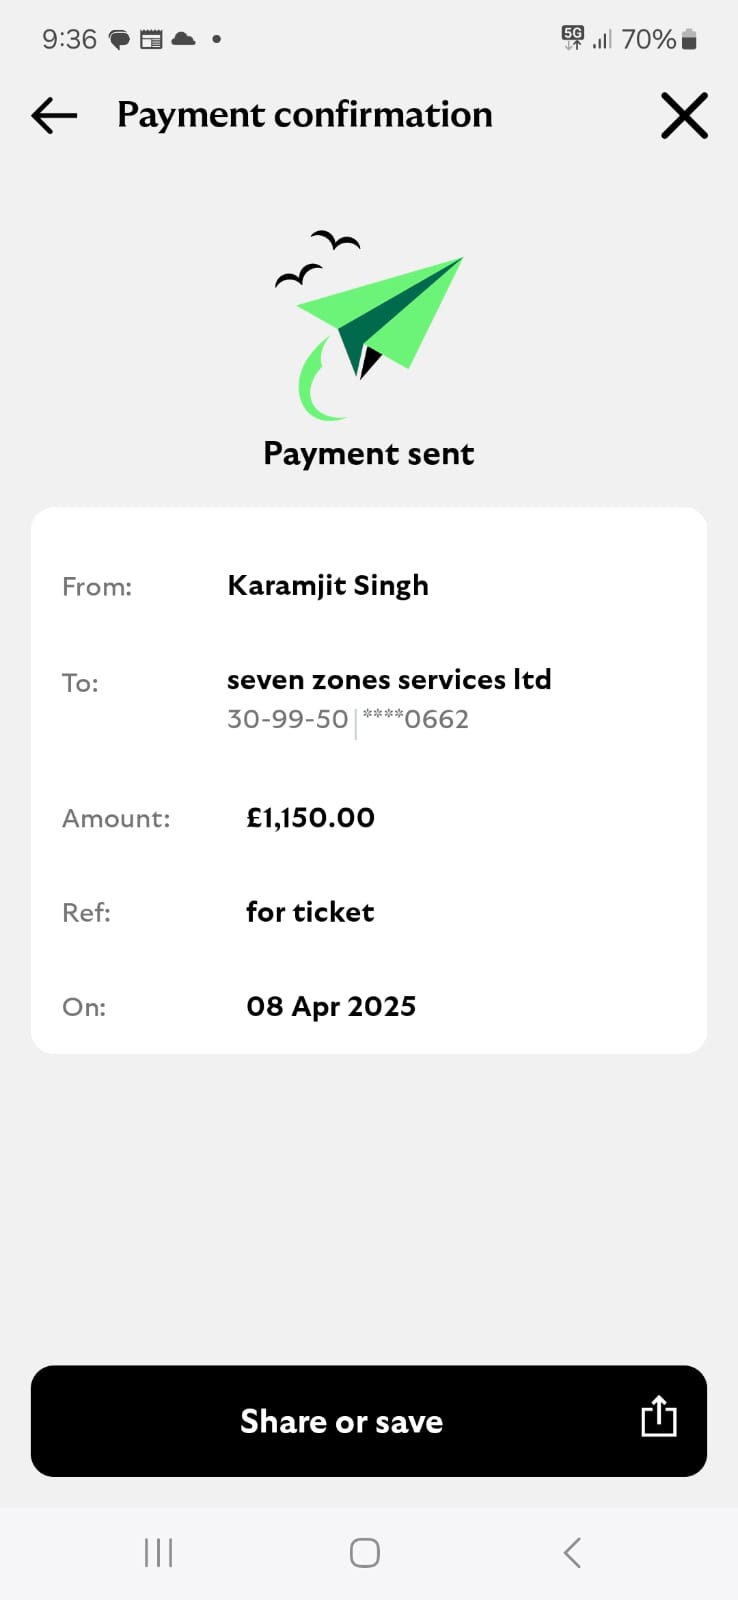 9:36
5G 70%
Payment confirmation
Payment sent
From: Karamjit Singh
To: seven zones services ltd
30-99-50 | ****0662
Amount: £1,150.00
Ref: for ticket
On: 08 Apr 2025
Share or save